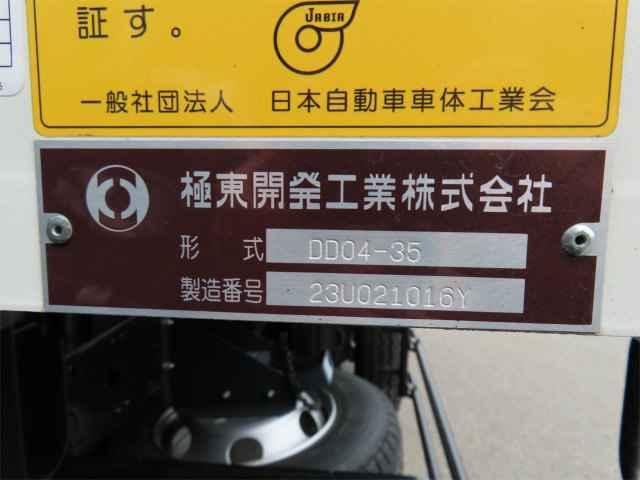 証す。
JABIA
一般社団法人 日本自動車車体工業会
極東開発工業株式会社
形式 DD04-35
製造番号 23U021016Y